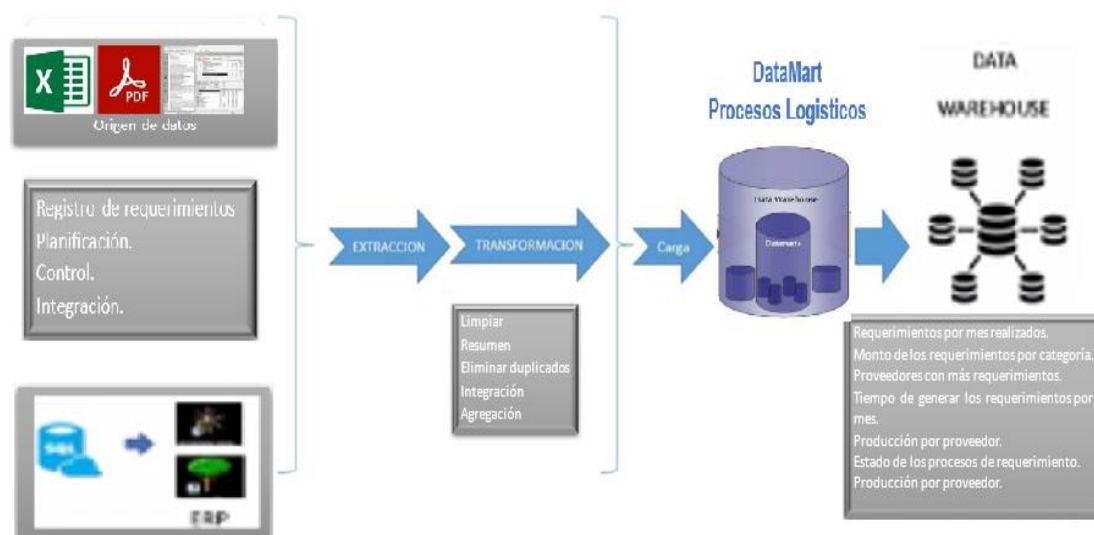 PDF
Origen de datos
Registro de requerimientos
Planificación.
Control.
Integración.
SQL
ERP
EXTRACCION
TRANSFORMACION
Limpiar
Resumen
Eliminar duplicados
Integración
Agregación
Carga
DataMart
Procesos Logisticos
Data Warehouse
Datamart
DATA
WAREHOUSE
Requerimientos por mes realizados.
Monto de los requerimientos por categoría.
Proveedores con más requerimientos.
Tiempo de generar los requerimientos por
mes.
Producción por proveedor.
Estado de los procesos de requerimiento.
Producción por proveedor.